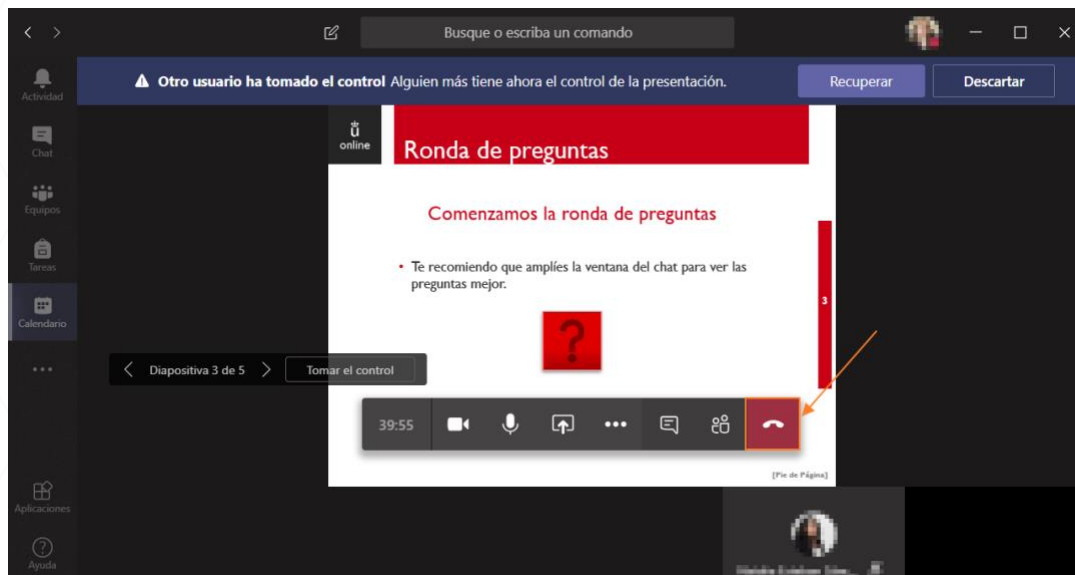 Busque o escriba un comando
Otro usuario ha tomado el control Alguien más tiene ahora el control de la presentación.
Recuperar
Descartar
Actividad
Chat
Equipos
Tareas
Calendario
Aplicaciones
Ayuda
ü
online
Ronda de preguntas
Comenzamos la ronda de preguntas
• Te recomiendo que amplíes la ventana del chat para ver las
preguntas mejor.
?
3
Diapositiva 3 de 5
Tomar el control
39:55
[Pie de Página]